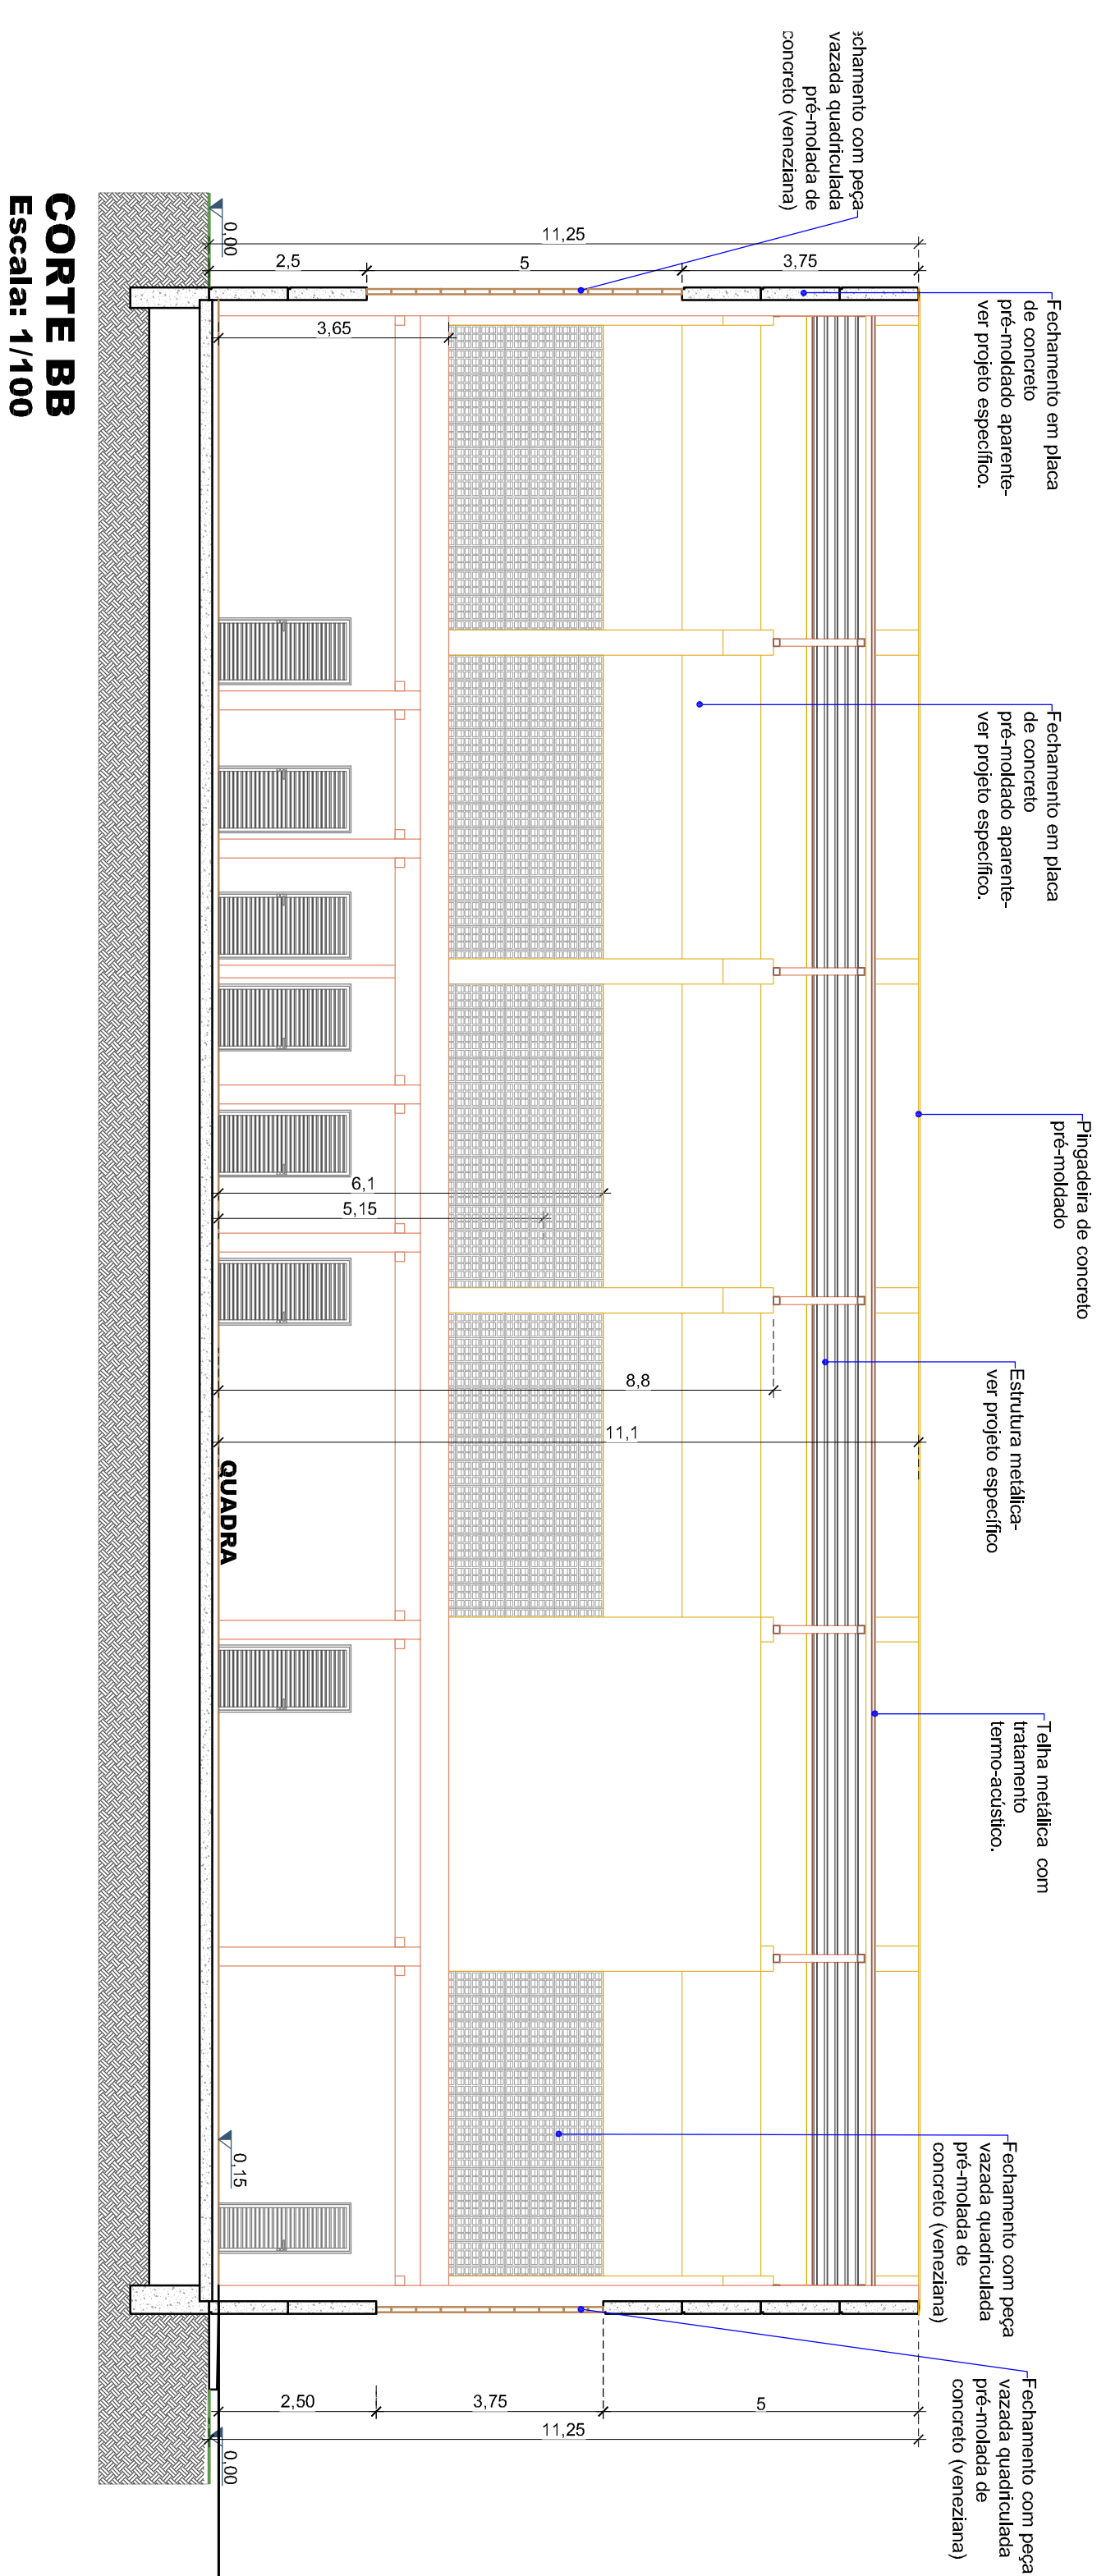 chamento com peça
vazada quadriculada
pré-molada de
concreto (veneziana)
Fechamento em placa
de concreto
pré-moldado aparente-
ver projeto específico.
Fechamento em placa
de concreto
pré-moldado aparente-
ver projeto específico.
Pingadeira de concreto
pré-moldado
Estrutura metálica-
ver projeto específico
Telha metálica com
tratamento
termo-acústico.
Fechamento com peça
vazada quadriculada
pré-molada de
concreto (veneziana)
Fechamento com peça
vazada quadriculada
pré-molada de
concreto (veneziana)
11,25
2,5
5
3,75
0,00
3,65
6,1
5,15
8,8
11,1
QUADRA
0,15
2,50
3,75
5
11,25
0,00
CORTE BB
Escala: 1/100